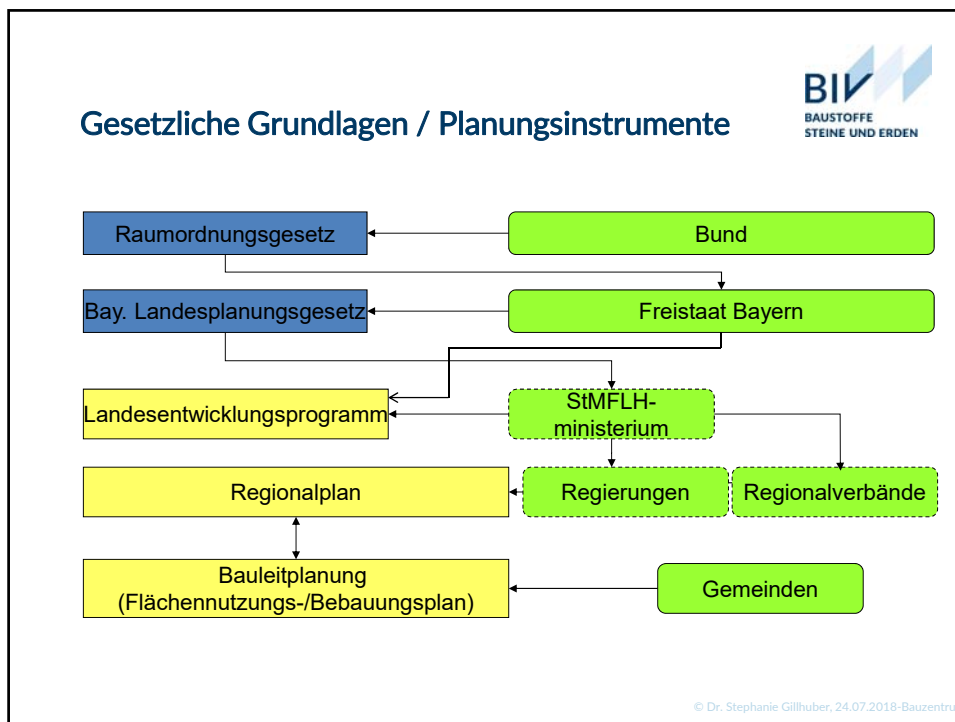 BIV
BAUSTOFFE
STEINE UND ERDEN
Gesetzliche Grundlagen / Planungsinstrumente
Raumordnungsgesetz
Bund
Bay. Landesplanungsgesetz
Freistaat Bayern
Landesentwicklungsprogramm
StMFLH-
ministerium
Regionalplan
Regierungen
Regionalverbände
Bauleitplanung
(Flächennutzungs-/Bebauungsplan)
Gemeinden
© Dr. Stephanie Gillhuber, 24.07.2018-Bauzentru